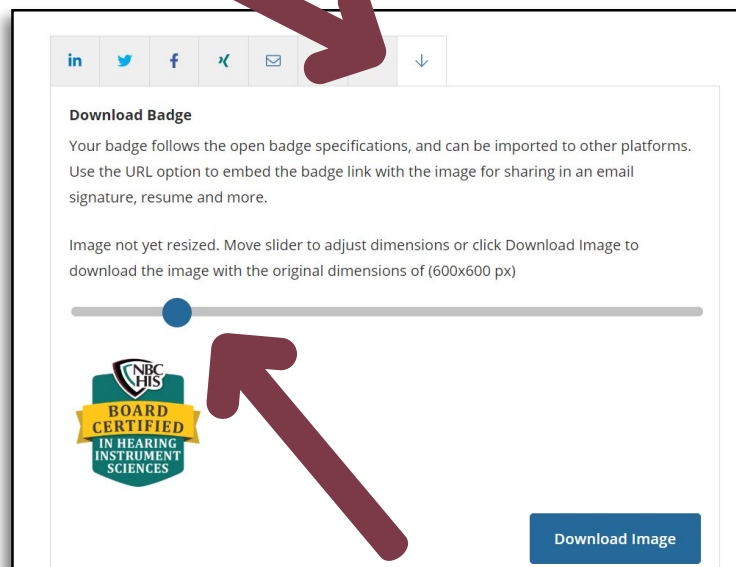 in
Download Badge
Your badge follows the open badge specifications, and can be imported to other platforms.
Use the URL option to embed the badge link with the image for sharing in an email
signature, resume and more.
Image not yet resized. Move slider to adjust dimensions or click Download Image to
download the image with the original dimensions of (600x600 px)
NBC
HIS
BOARD
CERTIFIED
IN HEARING
INSTRUMENT
SCIENCES
Download Image